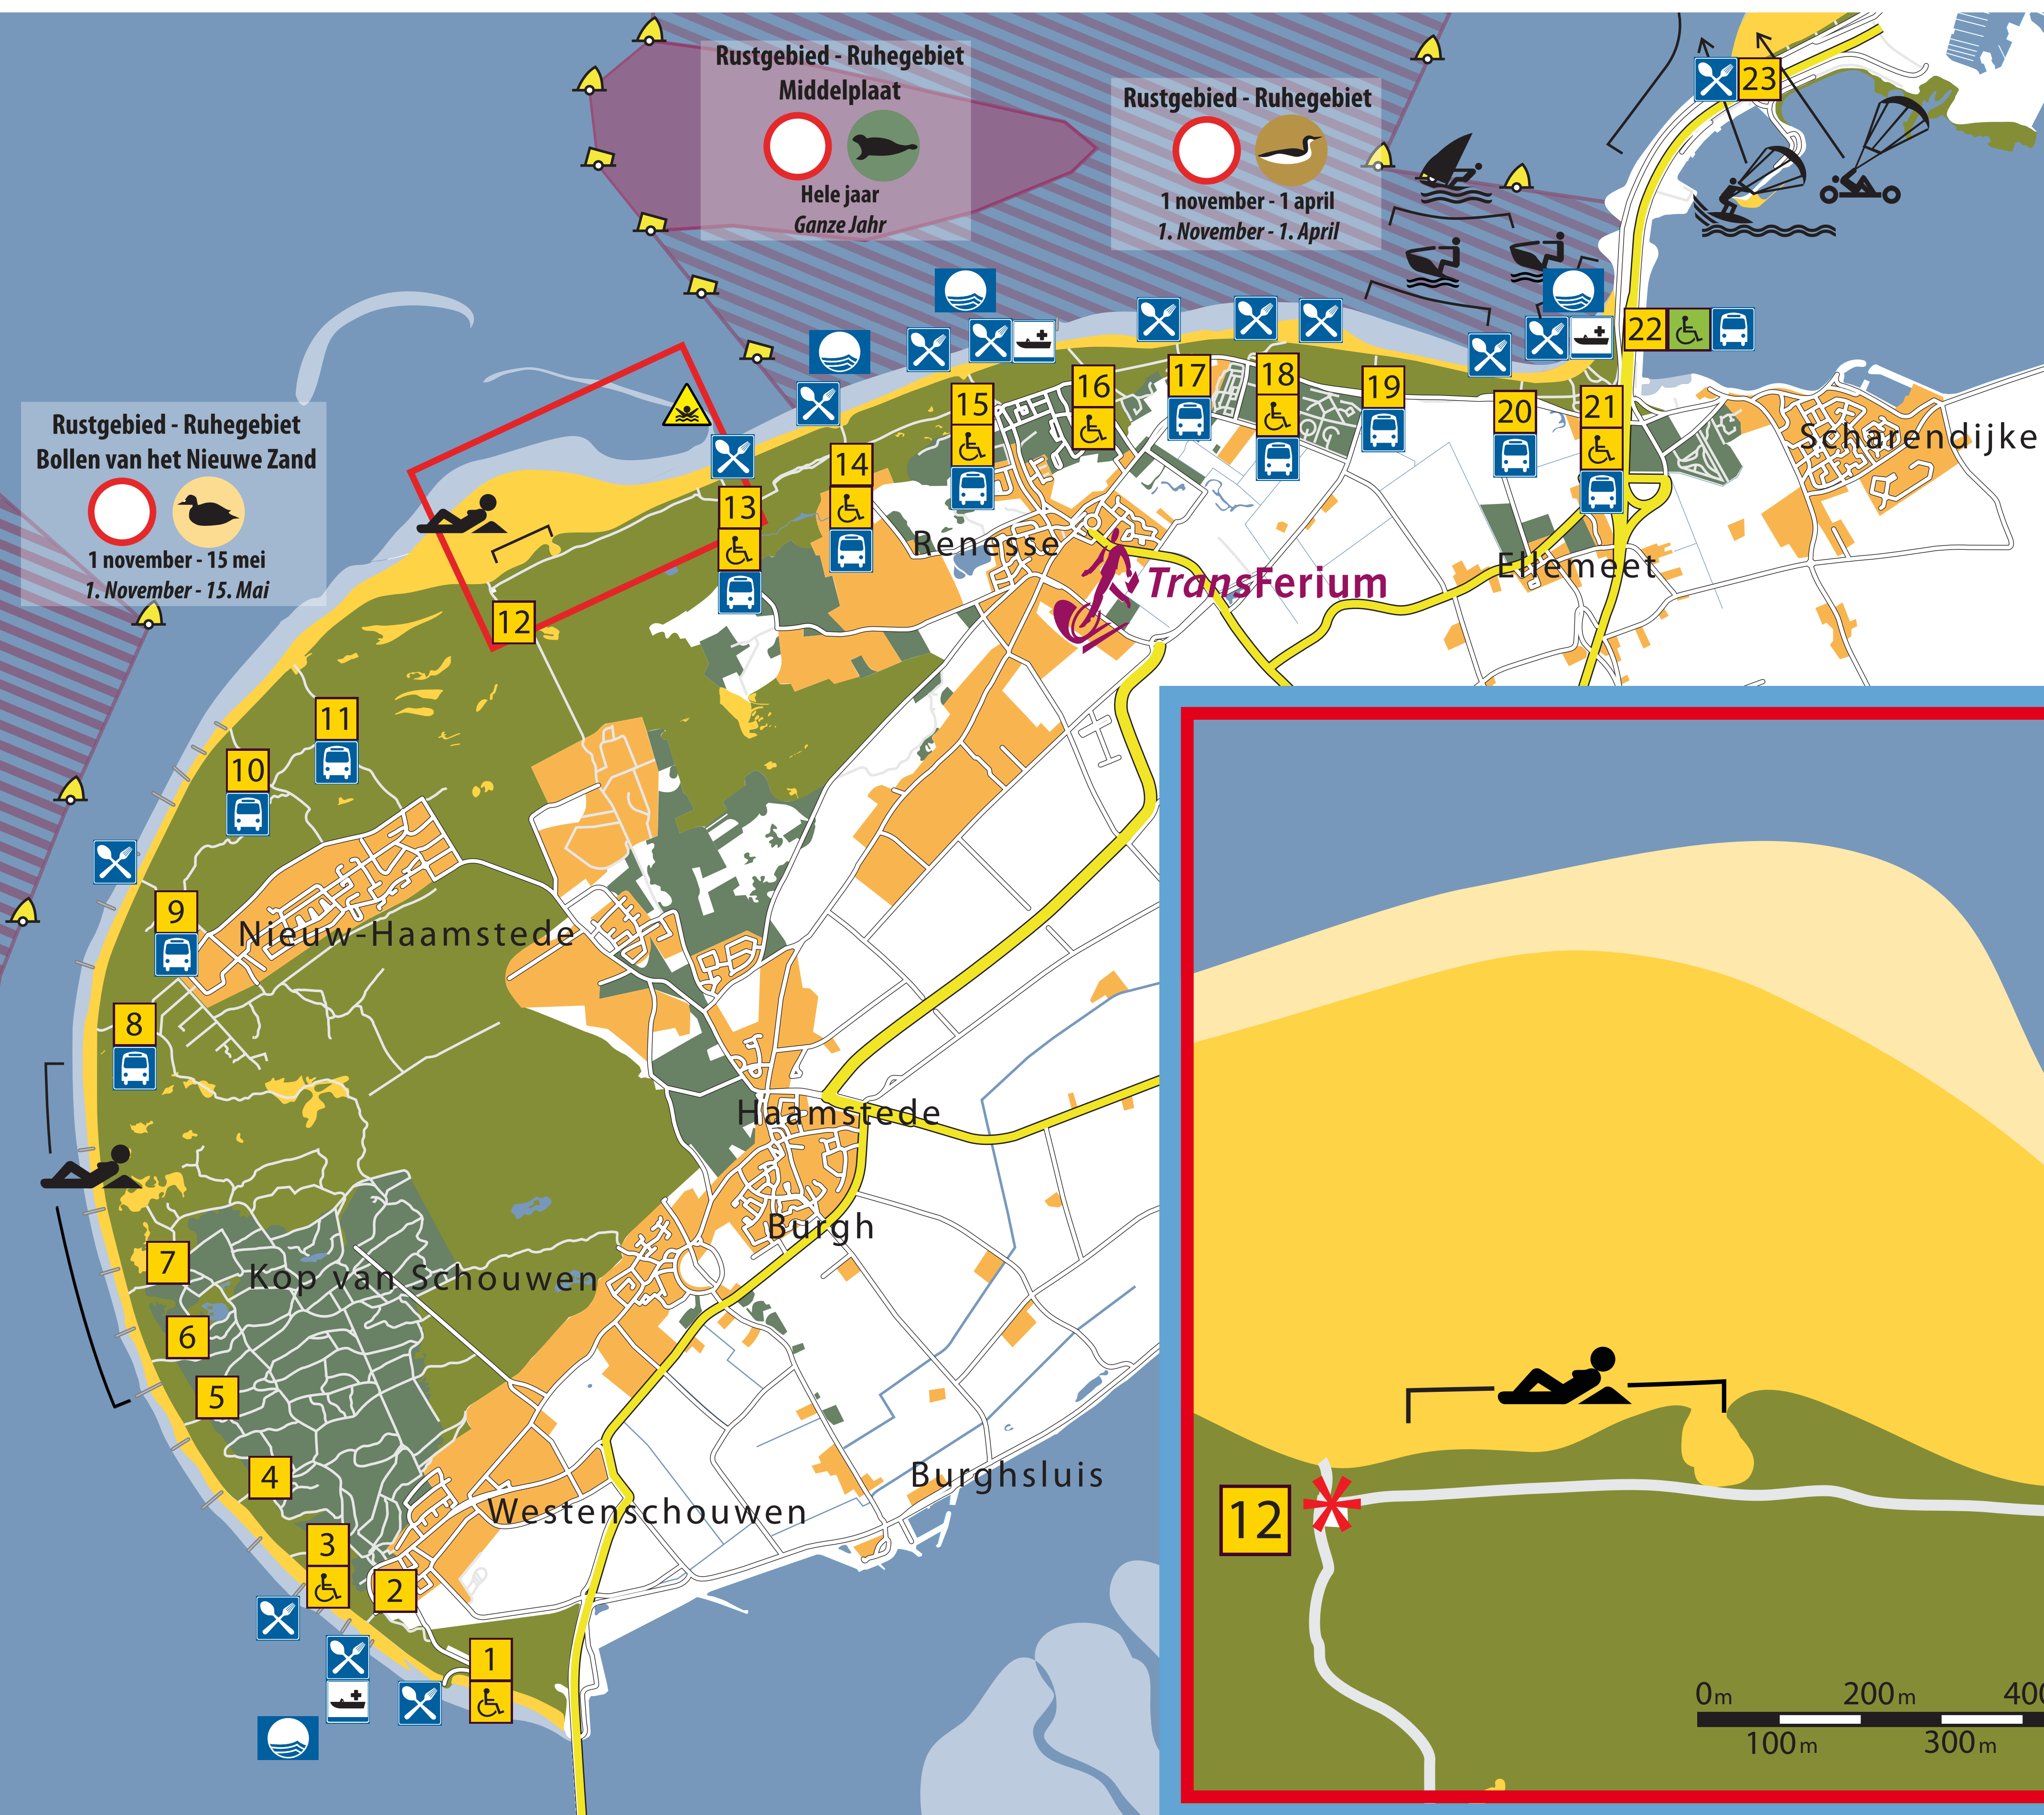 Rustgebied - Ruhegebiet
Middelplaat
Hele jaar
Ganze Jahr
Rustgebied - Ruhegebiet
1 november - 1 april
1. November - 1. April
23
Rustgebied - Ruhegebiet
Bollen van het Nieuwe Zand
1 november - 15 mei
1. November - 15. Mai
22
16
17
18
19
15
20
21
14
13
12
11
10
9
8
7
6
5
4
3
2
1
Scharendijke
Renesse
Ellemeet
TransFerium
Nieuw-Haamstede
Haamstede
Burgh
Kop van Schouwen
Burghsluis
Westenschouwen
12
0m
200m
400
100m
300m